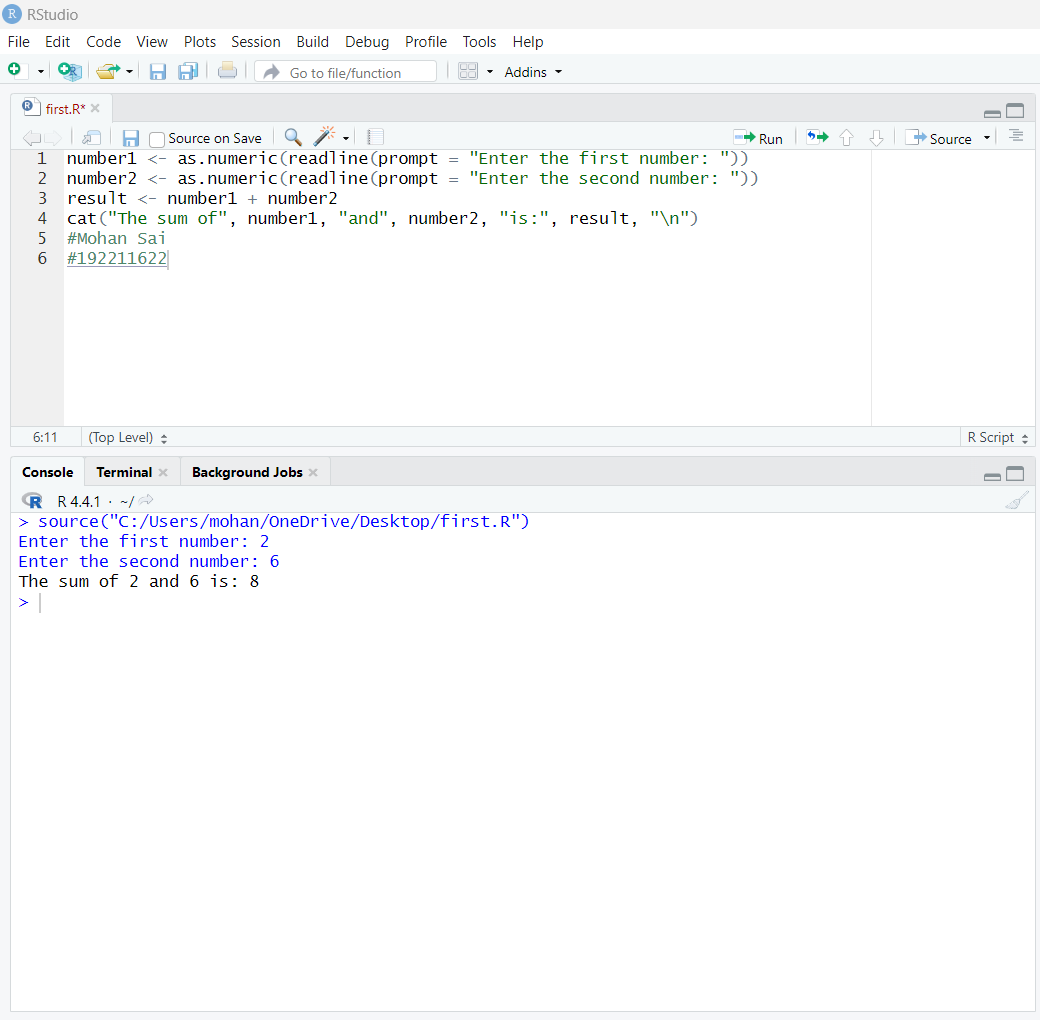 RStudio
File Edit Code View Plots Session Build Debug Profile Tools Help
Go to file/function Addins
first.R*
Source on Save Run Source
1 number1 <- as.numeric(readline(prompt = "Enter the first number: "))
2 number2 <- as.numeric(readline(prompt = "Enter the second number: "))
3 result <- number1 + number2
4 cat("The sum of", number1, "and", number2, "is:", result, "\n")
5 #Mohan Sai
6 #192211622
6:11 (Top Level) R Script
Console Terminal Background Jobs
R 4.4.1 · ~/
> source("C:/Users/mohan/OneDrive/Desktop/first.R")
Enter the first number: 2
Enter the second number: 6
The sum of 2 and 6 is: 8
>